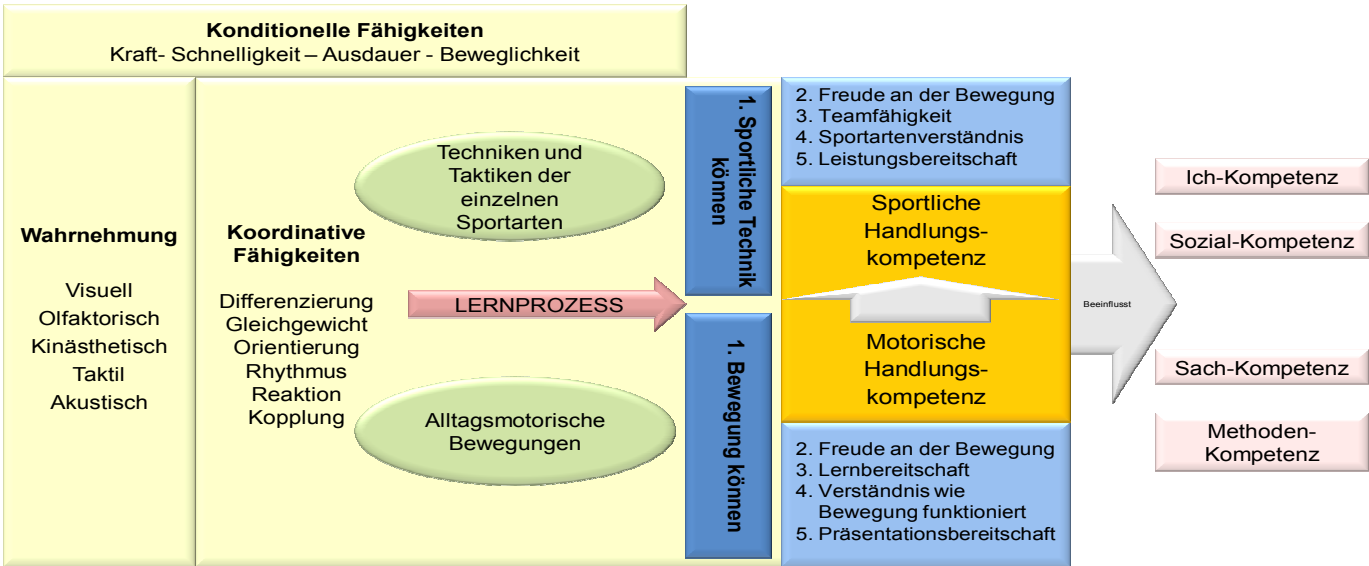 Konditionelle Fähigkeiten
Kraft- Schnelligkeit – Ausdauer - Beweglichkeit
Wahrnehmung
Visuell
Olfaktorisch
Kinästhetisch
Taktil
Akustisch
Koordinative
Fähigkeiten
Differenzierung
Gleichgewicht
Orientierung
Rhythmus
Reaktion
Kopplung
Techniken und
Taktiken der
einzelnen
Sportarten
LERNPROZESS
Alltagsmotorische
Bewegungen
1. Sportliche Technik
können
1. Bewegung können
2. Freude an der Bewegung
3. Teamfähigkeit
4. Sportartenverständnis
5. Leistungsbereitschaft
Sportliche
Handlungs-
kompetenz
Motorische
Handlungs-
kompetenz
2. Freude an der Bewegung
3. Lernbereitschaft
4. Verständnis wie
Bewegung funktioniert
5. Präsentationsbereitschaft
Beeinflusst
Ich-Kompetenz
Sozial-Kompetenz
Sach-Kompetenz
Methoden-
Kompetenz